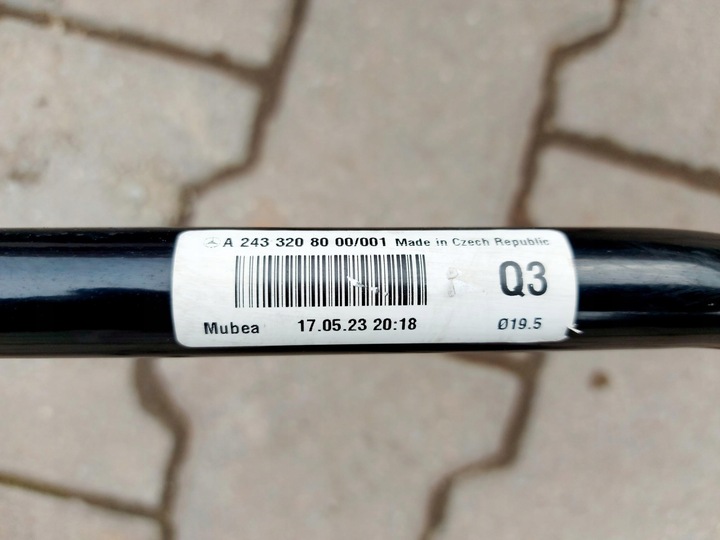 A 243 320 80 00/001 Made in Czech Republic
Q3
Mubea 17.05.23 20:18 Ø19.5